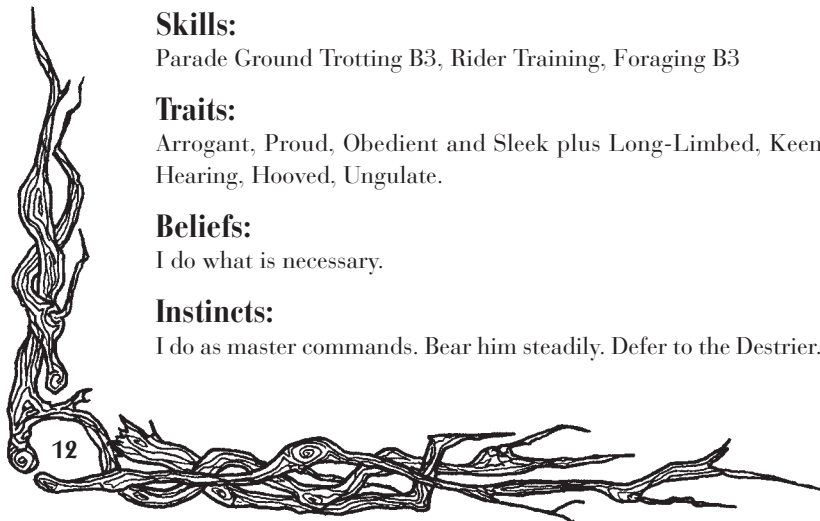 Skills:
Parade Ground Trotting B3, Rider Training, Foraging B3
Traits:
Arrogant, Proud, Obedient and Sleek plus Long-Limbed, Keen
Hearing, Hooved, Ungulate.
Beliefs:
I do what is necessary.
Instincts:
I do as master commands. Bear him steadily. Defer to the Destrier.
12